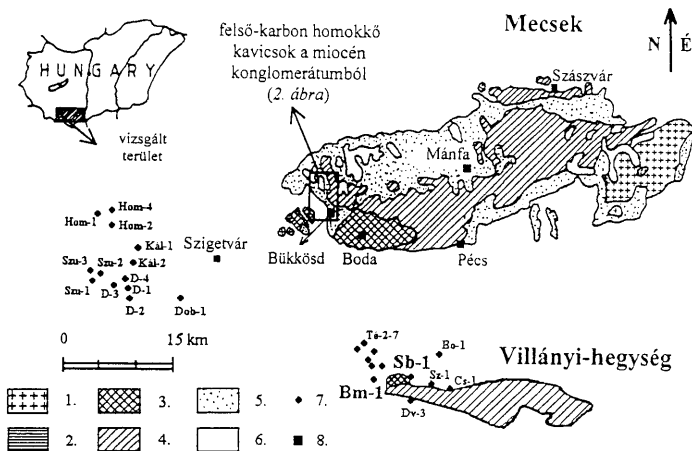 felső-karbon homokkő
kavicsok a miocén
konglomerátumból
(2. ábra)
Mecsek
N É
HUNGARY
vizsgált
terület
Szászvár
Mánfa
Bükkösd
Boda
Pécs
Hom-4
Hom-1
Hom-2
Kál-1
Szigetvár
Kál-2
Szu-3
Szu-2
D-4
Szu-1
D-3
D-1
D-2
Dob-1
0 15 km
Té-2-7
Bo-1
Villányi-hegység
Sb-1
Sz-1
Cs-1
Bm-1
Dv-3
1. 3. 5. 7.
2. 4. 6. 8.